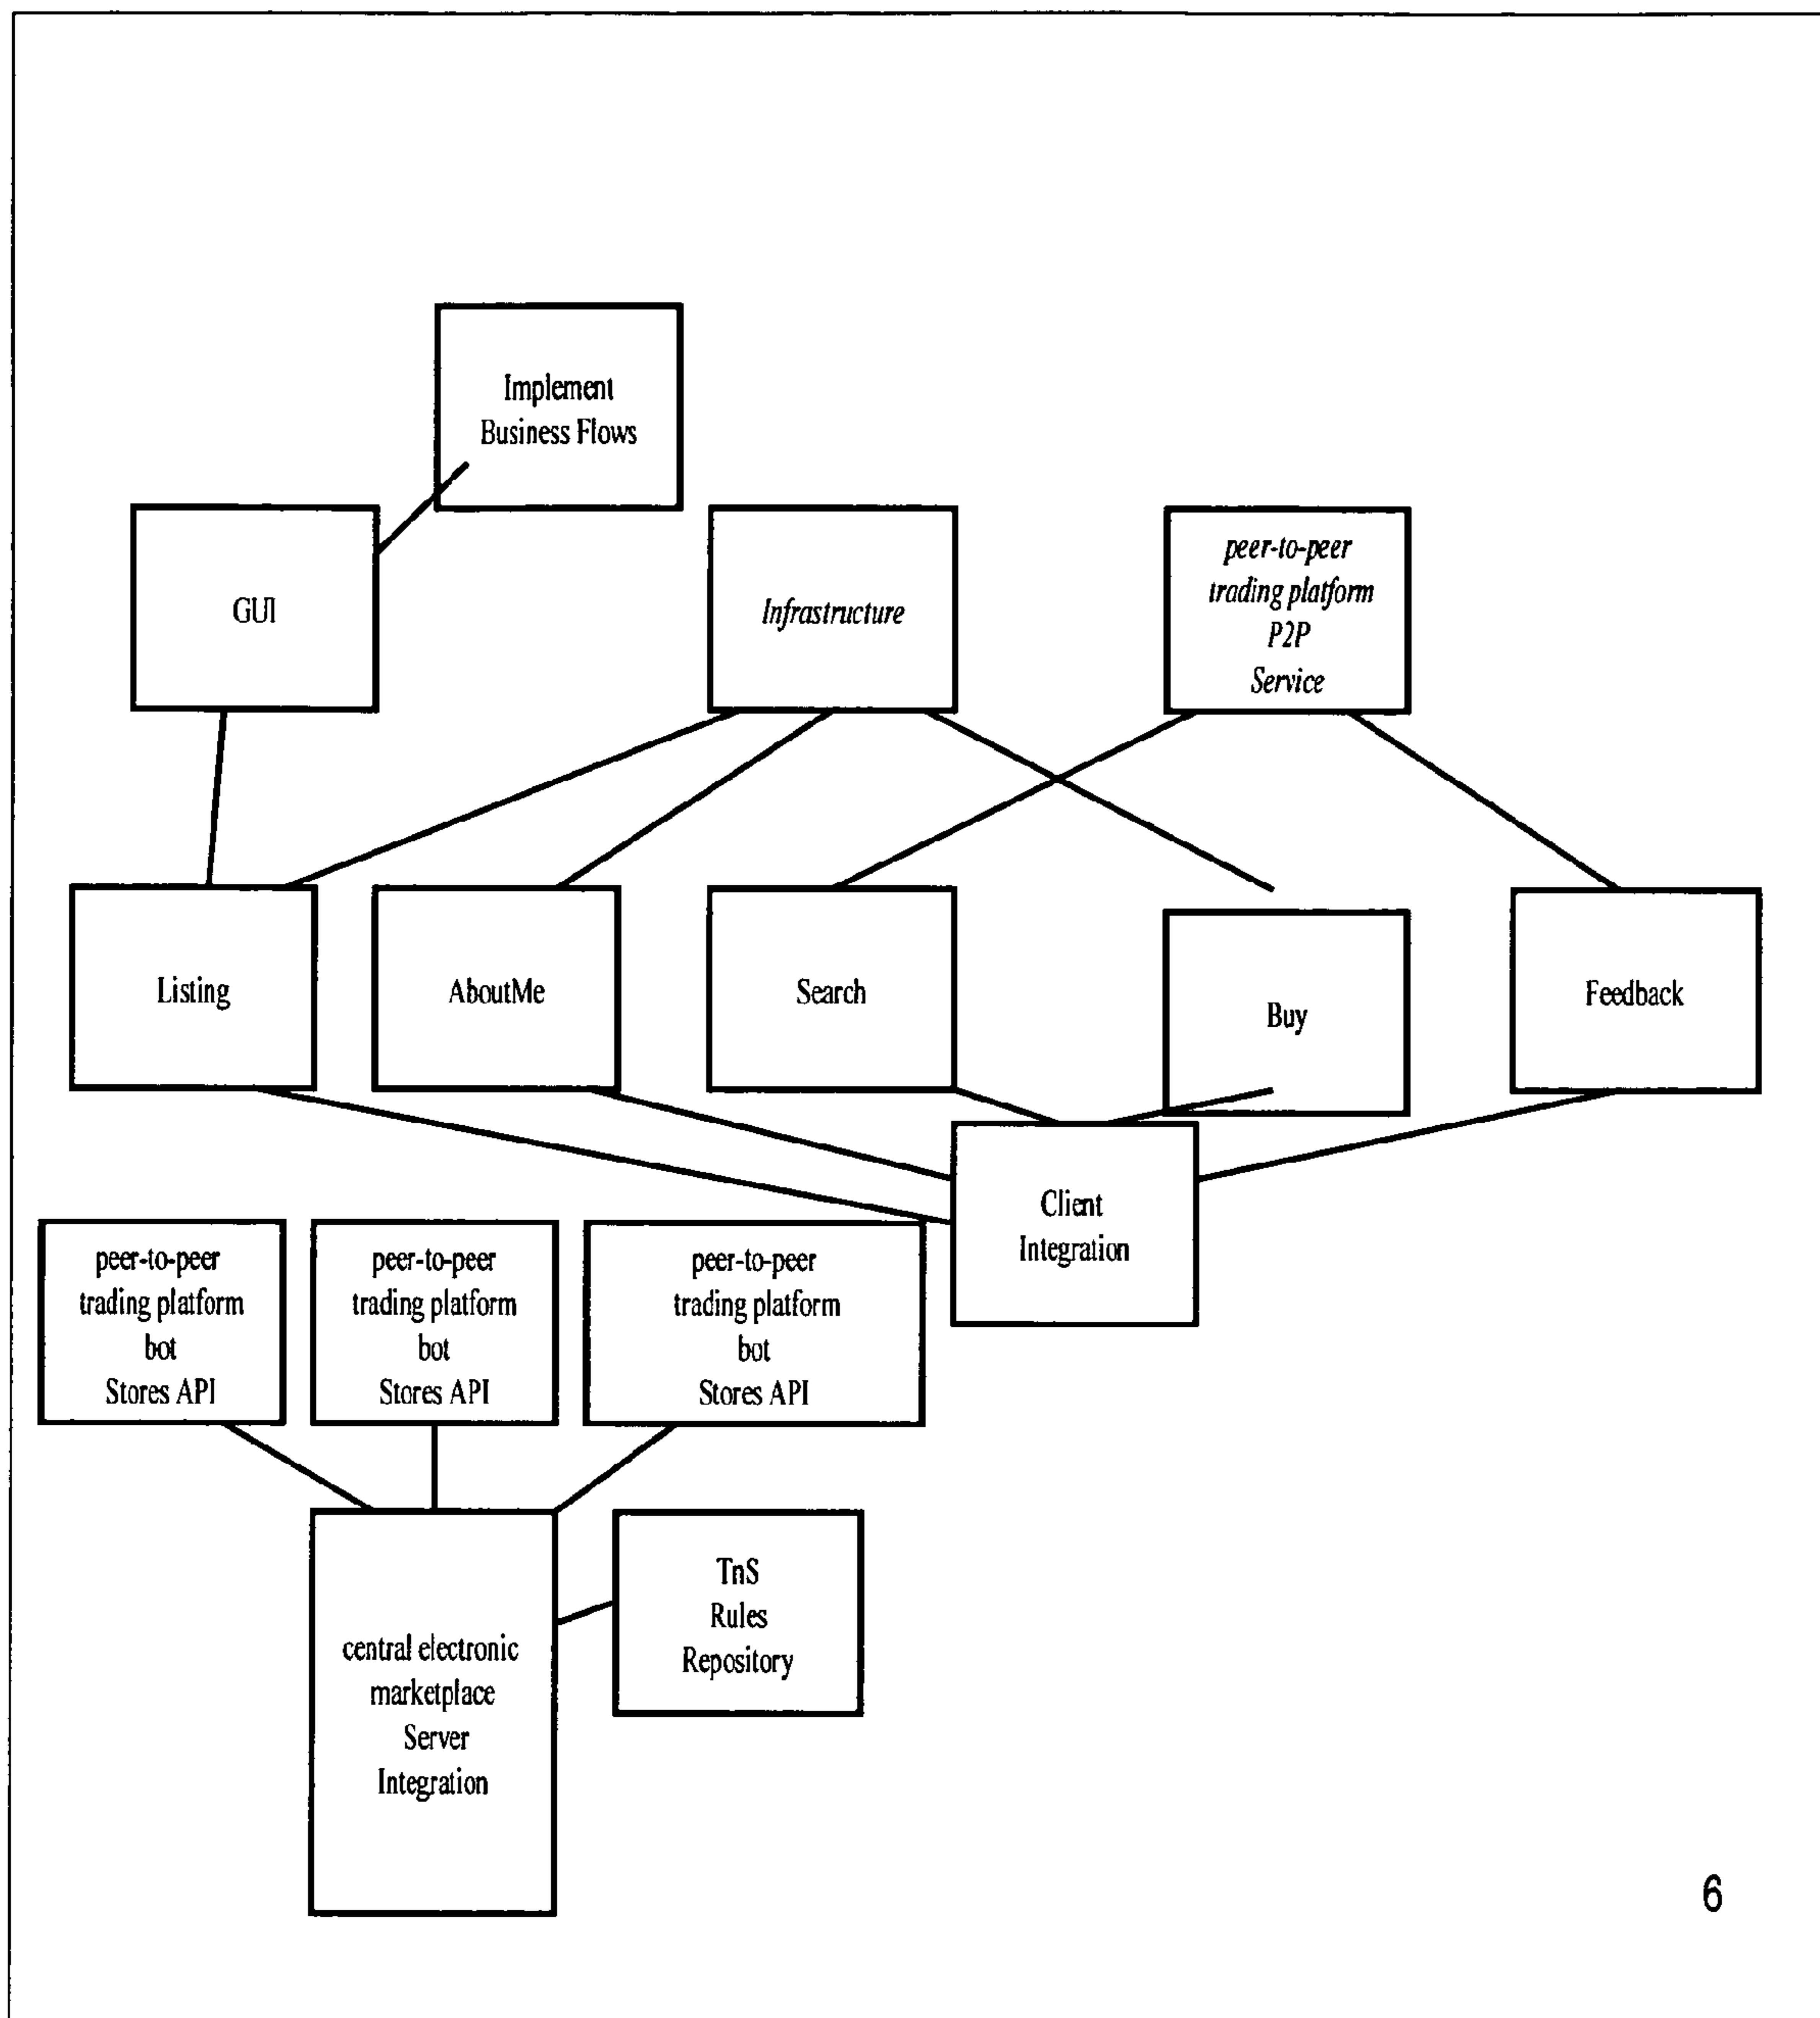 Implement
Business Flows
GUI
Infrastructure
peer-to-peer
trading platform
P2P
Service
Listing
AboutMe
Search
Buy
Feedback
Client
Integration
peer-to-peer
trading platform
bot
Stores API
peer-to-peer
trading platform
bot
Stores API
peer-to-peer
trading platform
bot
Stores API
central electronic
marketplace
Server
Integration
TnS
Rules
Repository
6